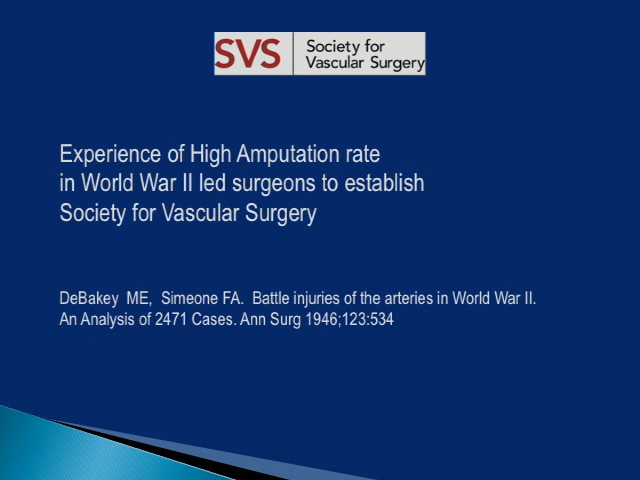 SVS
Society for
Vascular Surgery
Experience of High Amputation rate
in World War II led surgeons to establish
Society for Vascular Surgery
DeBakey ME, Simeone FA. Battle injuries of the arteries in World War II.
An Analysis of 2471 Cases. Ann Surg 1946;123:534